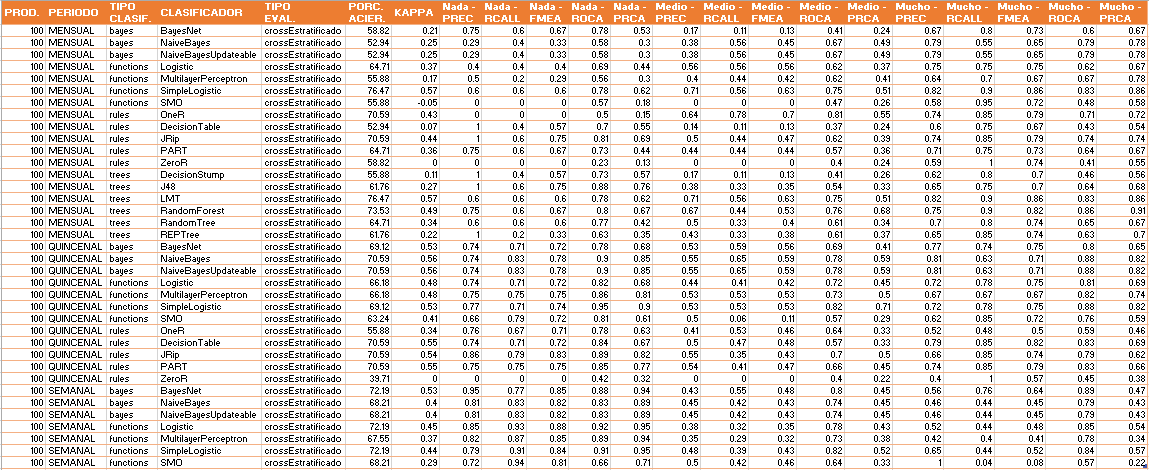 PROD. PERIODO TIPO CLASIF. CLASIFICADOR TIPO EVAL. PORC. ACIER. KAPPA Nada - PREC Nada - RCALL Nada - FMEA Nada - ROCA Nada - PRCA Medio - PREC Medio - RCALL Medio - FMEA Medio - ROCA Medio - PRCA Mucho - PREC Mucho - RCALL Mucho - FMEA Mucho - ROCA Mucho - PRCA
100 MENSUAL bayes BayesNet crossEstratificado 58.82 0.21 0.75 0.6 0.67 0.78 0.53 0.17 0.11 0.13 0.41 0.24 0.67 0.8 0.73 0.6 0.67
100 MENSUAL bayes NaiveBayes crossEstratificado 52.94 0.25 0.29 0.4 0.33 0.58 0.3 0.38 0.56 0.45 0.67 0.49 0.79 0.55 0.65 0.79 0.78
100 MENSUAL bayes NaiveBayesUpdateable crossEstratificado 52.94 0.25 0.29 0.4 0.33 0.58 0.3 0.38 0.56 0.45 0.67 0.49 0.79 0.55 0.65 0.79 0.78
100 MENSUAL functions Logistic crossEstratificado 64.71 0.37 0.4 0.4 0.4 0.69 0.44 0.56 0.56 0.56 0.62 0.37 0.75 0.75 0.75 0.62 0.67
100 MENSUAL functions MultilayerPerceptron crossEstratificado 55.88 0.17 0.5 0.2 0.29 0.56 0.3 0.4 0.44 0.42 0.62 0.41 0.64 0.7 0.67 0.67 0.78
100 MENSUAL functions SimpleLogistic crossEstratificado 76.47 0.57 0.6 0.6 0.6 0.78 0.62 0.71 0.56 0.63 0.75 0.51 0.82 0.9 0.86 0.83 0.86
100 MENSUAL functions SMO crossEstratificado 55.88 -0.05 0 0 0 0.57 0.18 0 0 0 0.47 0.26 0.58 0.95 0.72 0.48 0.58
100 MENSUAL rules OneR crossEstratificado 70.59 0.43 0 0 0 0.5 0.15 0.64 0.78 0.7 0.81 0.55 0.74 0.85 0.79 0.71 0.72
100 MENSUAL rules DecisionTable crossEstratificado 52.94 0.07 1 0.4 0.57 0.7 0.55 0.14 0.11 0.13 0.37 0.24 0.6 0.75 0.67 0.43 0.54
100 MENSUAL rules JRip crossEstratificado 70.59 0.44 1 0.6 0.75 0.81 0.69 0.5 0.44 0.47 0.62 0.39 0.74 0.85 0.79 0.74 0.74
100 MENSUAL rules PART crossEstratificado 64.71 0.36 0.75 0.6 0.67 0.73 0.44 0.44 0.44 0.44 0.57 0.36 0.71 0.75 0.73 0.64 0.67
100 MENSUAL rules ZeroR crossEstratificado 58.82 0 0 0 0 0.23 0.13 0 0 0 0.4 0.24 0.59 1 0.74 0.41 0.55
100 MENSUAL trees DecisionStump crossEstratificado 55.88 0.11 1 0.4 0.57 0.73 0.57 0.17 0.11 0.13 0.41 0.26 0.62 0.8 0.7 0.46 0.56
100 MENSUAL trees J48 crossEstratificado 61.76 0.27 1 0.6 0.75 0.88 0.76 0.38 0.33 0.35 0.54 0.33 0.65 0.75 0.7 0.64 0.68
100 MENSUAL trees LMT crossEstratificado 76.47 0.57 0.6 0.6 0.6 0.78 0.62 0.71 0.56 0.63 0.75 0.51 0.82 0.9 0.86 0.83 0.86
100 MENSUAL trees RandomForest crossEstratificado 73.53 0.49 0.75 0.6 0.67 0.8 0.67 0.67 0.44 0.53 0.76 0.68 0.75 0.9 0.82 0.86 0.91
100 MENSUAL trees RandomTree crossEstratificado 64.71 0.34 0.6 0.6 0.6 0.77 0.42 0.5 0.33 0.4 0.61 0.34 0.7 0.8 0.74 0.65 0.67
100 MENSUAL trees REPTree crossEstratificado 61.76 0.22 1 0.2 0.33 0.63 0.35 0.43 0.33 0.38 0.61 0.37 0.65 0.85 0.74 0.63 0.7
100 QUINCENAL bayes BayesNet crossEstratificado 69.12 0.53 0.74 0.71 0.72 0.78 0.68 0.53 0.59 0.56 0.69 0.41 0.77 0.74 0.75 0.8 0.65
100 QUINCENAL bayes NaiveBayes crossEstratificado 70.59 0.56 0.74 0.83 0.78 0.9 0.85 0.55 0.65 0.59 0.78 0.59 0.81 0.63 0.71 0.88 0.82
100 QUINCENAL bayes NaiveBayesUpdateable crossEstratificado 70.59 0.56 0.74 0.83 0.78 0.9 0.85 0.55 0.65 0.59 0.78 0.59 0.81 0.63 0.71 0.88 0.82
100 QUINCENAL functions Logistic crossEstratificado 66.18 0.48 0.74 0.71 0.72 0.82 0.68 0.44 0.41 0.42 0.72 0.45 0.72 0.78 0.75 0.81 0.69
100 QUINCENAL functions MultilayerPerceptron crossEstratificado 66.18 0.48 0.75 0.75 0.75 0.86 0.81 0.53 0.53 0.53 0.73 0.5 0.67 0.67 0.67 0.82 0.74
100 QUINCENAL functions SimpleLogistic crossEstratificado 69.12 0.53 0.77 0.71 0.74 0.95 0.9 0.53 0.53 0.53 0.82 0.71 0.72 0.78 0.75 0.88 0.82
100 QUINCENAL functions SMO crossEstratificado 63.24 0.41 0.66 0.79 0.72 0.81 0.61 0.5 0.06 0.11 0.57 0.29 0.62 0.85 0.72 0.76 0.59
100 QUINCENAL rules OneR crossEstratificado 55.88 0.34 0.76 0.67 0.71 0.78 0.63 0.41 0.53 0.46 0.64 0.33 0.52 0.48 0.5 0.59 0.46
100 QUINCENAL rules DecisionTable crossEstratificado 70.59 0.55 0.74 0.71 0.72 0.84 0.67 0.5 0.47 0.48 0.57 0.33 0.79 0.85 0.82 0.83 0.69
100 QUINCENAL rules JRip crossEstratificado 70.59 0.54 0.86 0.79 0.83 0.89 0.82 0.55 0.35 0.43 0.7 0.5 0.66 0.85 0.74 0.79 0.62
100 QUINCENAL rules PART crossEstratificado 70.59 0.55 0.75 0.75 0.75 0.85 0.77 0.54 0.41 0.47 0.66 0.45 0.74 0.85 0.79 0.83 0.66
100 QUINCENAL rules ZeroR crossEstratificado 39.71 0 0 0 0 0.42 0.32 0 0 0 0.4 0.22 0.4 1 0.57 0.45 0.38
100 SEMANAL bayes BayesNet crossEstratificado 72.19 0.53 0.95 0.77 0.85 0.88 0.94 0.43 0.55 0.48 0.8 0.45 0.56 0.76 0.64 0.89 0.47
100 SEMANAL bayes NaiveBayes crossEstratificado 68.21 0.4 0.81 0.83 0.82 0.83 0.89 0.45 0.42 0.43 0.74 0.45 0.46 0.44 0.45 0.79 0.43
100 SEMANAL bayes NaiveBayesUpdateable crossEstratificado 68.21 0.4 0.81 0.83 0.82 0.83 0.89 0.45 0.42 0.43 0.74 0.45 0.46 0.44 0.45 0.79 0.43
100 SEMANAL functions Logistic crossEstratificado 72.19 0.45 0.85 0.93 0.88 0.92 0.95 0.38 0.32 0.35 0.78 0.43 0.52 0.44 0.48 0.85 0.54
100 SEMANAL functions MultilayerPerceptron crossEstratificado 67.55 0.37 0.82 0.87 0.85 0.89 0.94 0.35 0.29 0.32 0.73 0.38 0.42 0.4 0.41 0.78 0.34
100 SEMANAL functions SimpleLogistic crossEstratificado 72.19 0.44 0.79 0.91 0.84 0.91 0.95 0.48 0.39 0.43 0.82 0.52 0.65 0.44 0.52 0.84 0.57
100 SEMANAL functions SMO crossEstratificado 68.21 0.29 0.72 0.94 0.81 0.66 0.71 0.5 0.42 0.46 0.64 0.33 1 0.04 0.08 0.57 0.22